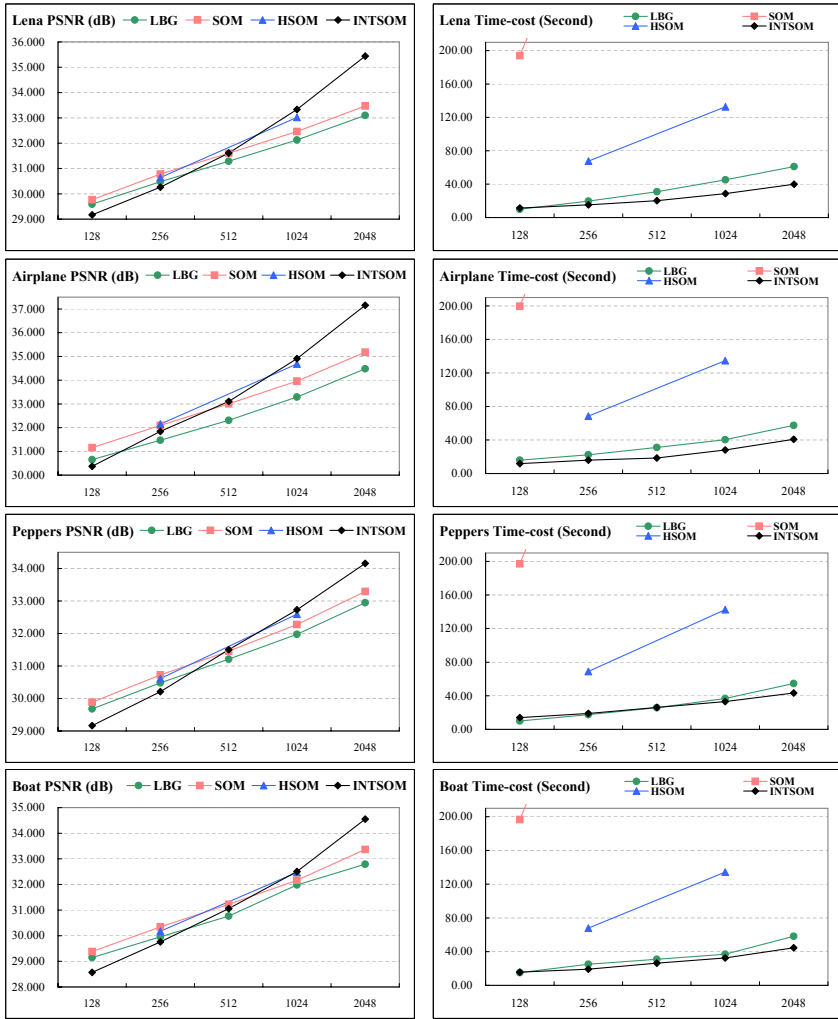 Lena PSNR (dB) LBG SOM HSOM INTSOM
36.000
35.000
34.000
33.000
32.000
31.000
30.000
29.000
128 256 512 1024 2048
Lena Time-cost (Second) LBG SOM
HSOM INTSOM
200.00
160.00
120.00
80.00
40.00
0.00
128 256 512 1024 2048
Airplane PSNR (dB) LBG SOM HSOM INTSOM
37.000
36.000
35.000
34.000
33.000
32.000
31.000
30.000
128 256 512 1024 2048
Airplane Time-cost (Second) LBG SOM
HSOM INTSOM
200.00
160.00
120.00
80.00
40.00
0.00
128 256 512 1024 2048
Peppers PSNR (dB) LBG SOM HSOM INTSOM
34.000
33.000
32.000
31.000
30.000
29.000
128 256 512 1024 2048
Peppers Time-cost (Second) LBG SOM
HSOM INTSOM
200.00
160.00
120.00
80.00
40.00
0.00
128 256 512 1024 2048
Boat PSNR (dB) LBG SOM HSOM INTSOM
35.000
34.000
33.000
32.000
31.000
30.000
29.000
28.000
128 256 512 1024 2048
Boat Time-cost (Second) LBG SOM
HSOM INTSOM
200.00
160.00
120.00
80.00
40.00
0.00
128 256 512 1024 2048